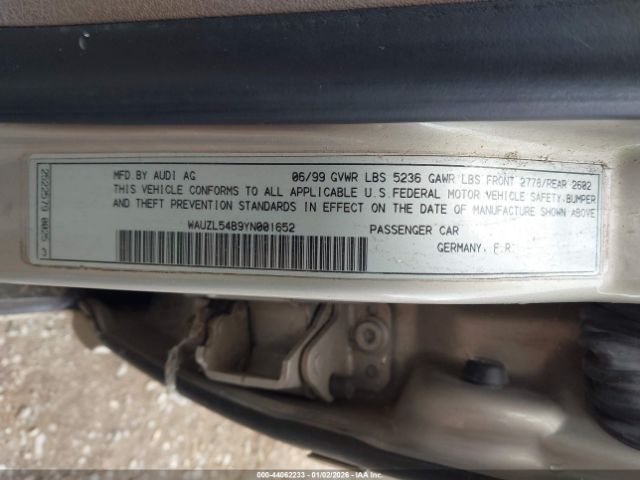 MFD.BY AUDI AG 06/99 GVWR LBS 5236 GAWR LBS FRONT 2778/REAR 2602
THIS VEHICLE CONFORMS TO ALL APPLICABLE U.S.FEDERAL MOTOR VEHICLE SAFETY.BUMPER
AND THEFT PREVENTION STANDARDS IN EFFECT ON THE DATE OF MANUFACTURE SHOWN ABOVE
WAUZL54B9YN001652 PASSENGER CAR
GERMANY, F.R.
000-44062233 - 01/02/2026 - IAAI.COM